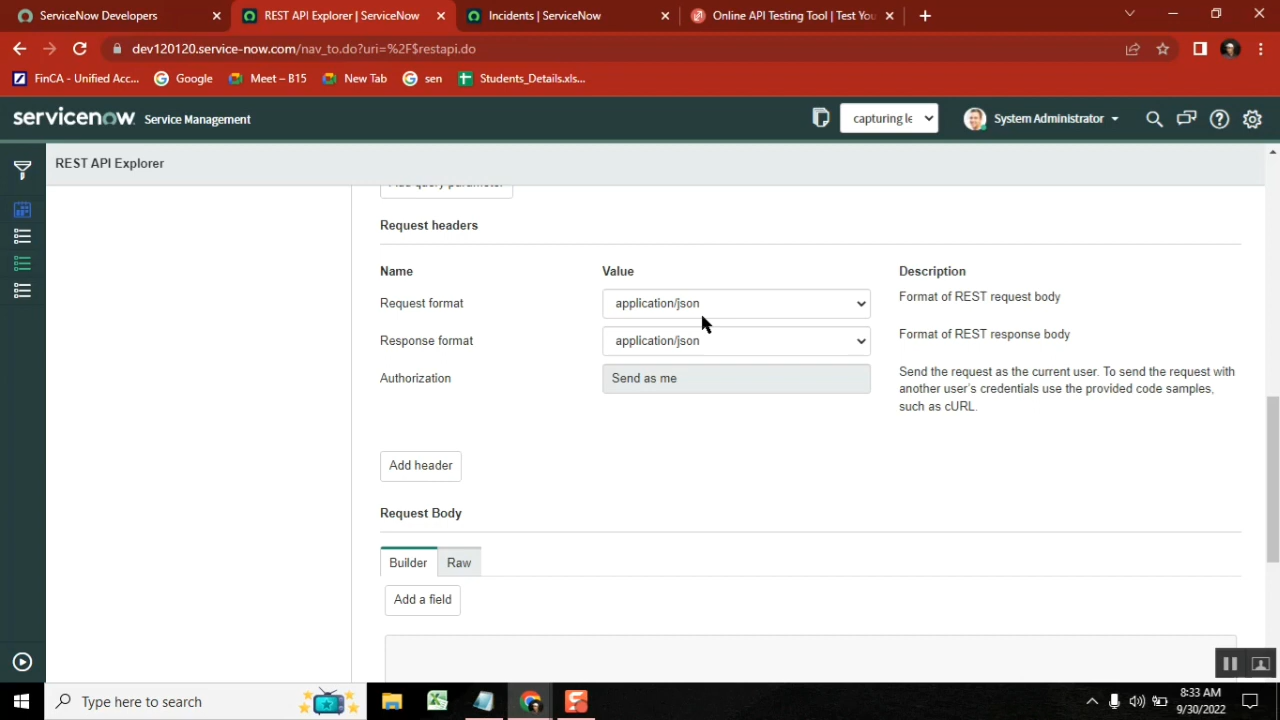 ServiceNow Developers
REST API Explorer | ServiceNow
Incidents | ServiceNow
Online API Testing Tool | Test You
dev120120.service-now.com/nav_to.do?uri=%2F$restapi.do
FinCA - Unified Acc...
Google
Meet – B15
New Tab
sen
Students_Details.xls...
servicenow Service Management
capturing le
System Administrator
REST API Explorer
Add query parameter
Request headers
Name Value Description
Request format application/json Format of REST request body
Response format application/json Format of REST response body
Authorization Send as me Send the request as the current user. To send the request with
another user's credentials use the provided code samples,
such as cURL.
Add header
Request Body
Builder Raw
Add a field
Type here to search
8:33 AM
9/30/2022